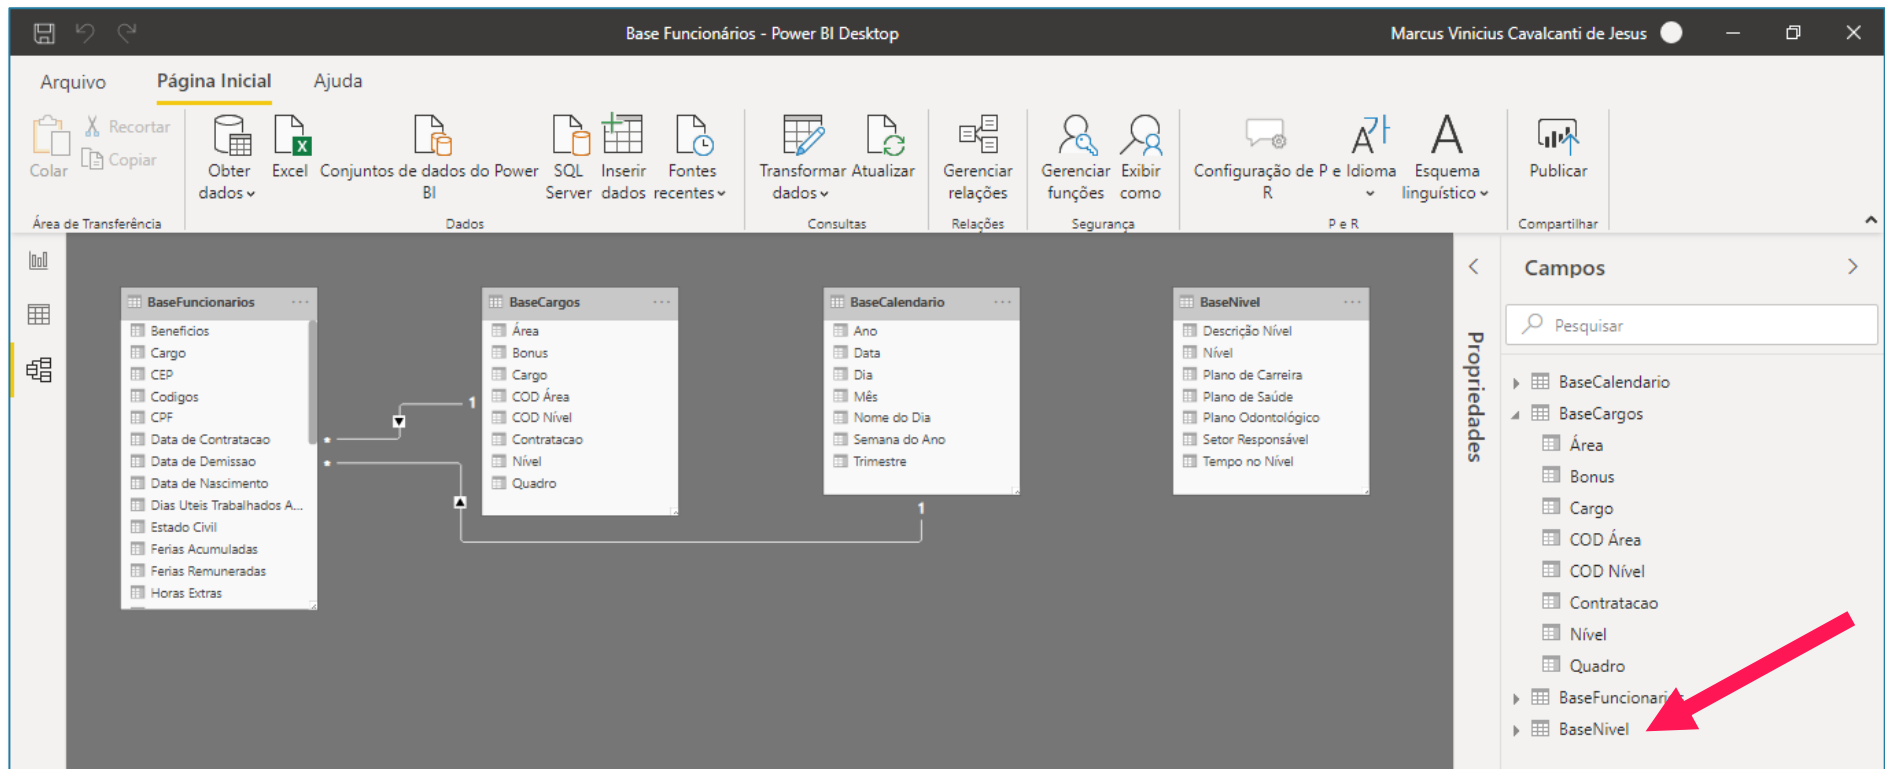 Base Funcionários - Power BI Desktop
Marcus Vinicius Cavalcanti de Jesus
Arquivo
Página Inicial
Ajuda
Colar
Recortar
Copiar
Área de Transferência
Obter dados
Excel
Conjuntos de dados do Power BI
SQL Server
Inserir dados
Fontes recentes
Dados
Transformar dados
Atualizar
Consultas
Gerenciar relações
Relações
Gerenciar funções
Exibir como
Segurança
Configuração de P e R
Idioma
Esquema linguístico
P e R
Publicar
Compartilhar
BaseFuncionarios
Beneficios
Cargo
CEP
Codigos
CPF
Data de Contratacao
Data de Demissao
Data de Nascimento
Dias Uteis Trabalhados A...
Estado Civil
Ferias Acumuladas
Ferias Remuneradas
Horas Extras
*
*
1
BaseCargos
Área
Bonus
Cargo
COD Área
COD Nível
Contratacao
Nível
Quadro
BaseCalendario
Ano
Data
Dia
Mês
Nome do Dia
Semana do Ano
Trimestre
1
BaseNivel
Descrição Nível
Nível
Plano de Carreira
Plano de Saúde
Plano Odontológico
Setor Responsável
Tempo no Nível
Propriedades
Campos
Pesquisar
BaseCalendario
BaseCargos
Área
Bonus
Cargo
COD Área
COD Nível
Contratacao
Nível
Quadro
BaseFuncionarios
BaseNivel